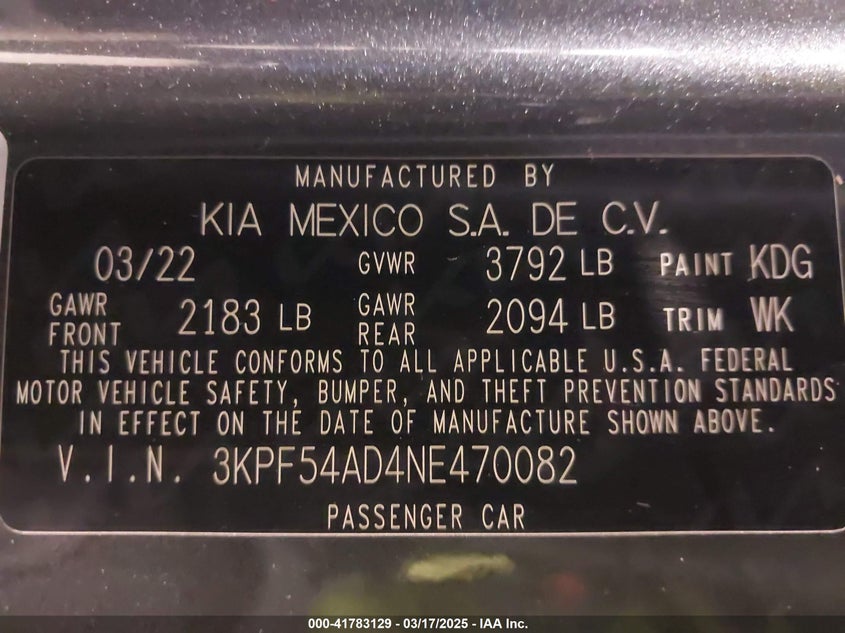 MANUFACTURED BY
KIA MEXICO S.A. DE C.V.
03/22 GVWR 3792 LB PAINT KDG
GAWR FRONT 2183 LB GAWR REAR 2094 LB TRIM WK
THIS VEHICLE CONFORMS TO ALL APPLICABLE U.S.A. FEDERAL
MOTOR VEHICLE SAFETY, BUMPER, AND THEFT PREVENTION STANDARDS
IN EFFECT ON THE DATE OF MANUFACTURE SHOWN ABOVE.
V.I.N. 3KPF54AD4NE470082
PASSENGER CAR
000-41783129 - 03/17/2025 - IAA Inc.